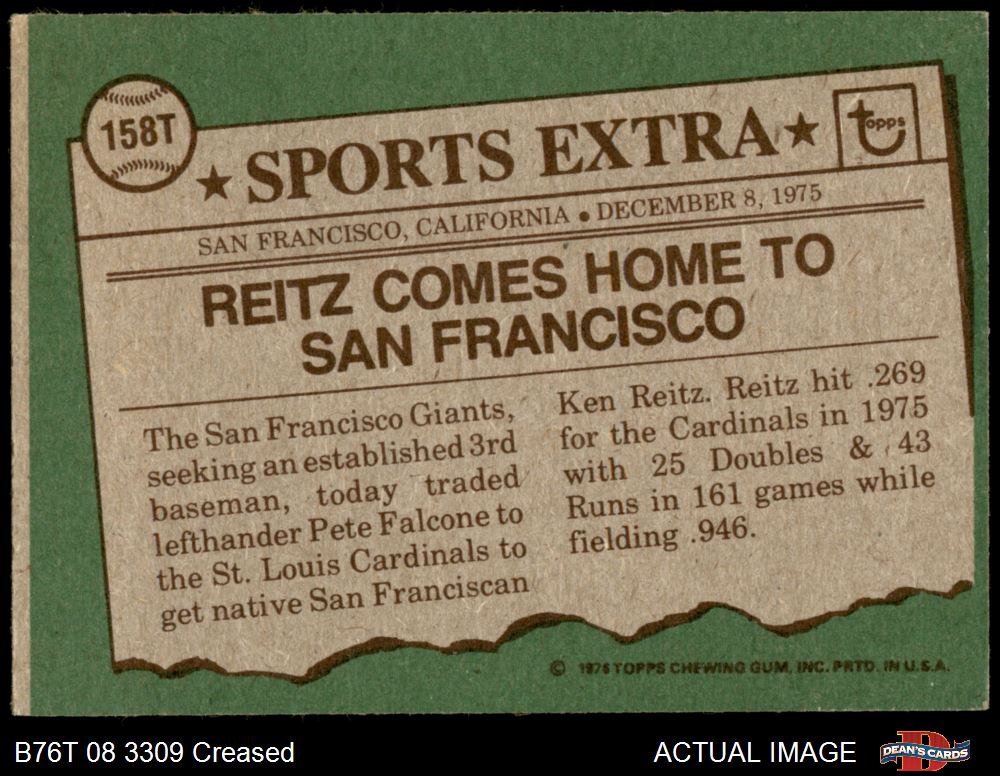 158T
★ SPORTS EXTRA ★
topps
SAN FRANCISCO, CALIFORNIA ● DECEMBER 8, 1975
REITZ COMES HOME TO
SAN FRANCISCO
The San Francisco Giants,
seeking an established 3rd
baseman, today traded
lefthander Pete Falcone to
the St. Louis Cardinals to
get native San Franciscan
Ken Reitz. Reitz hit .269
for the Cardinals in 1975
with 25 Doubles & 43
Runs in 161 games while
fielding .946.
© 1976 TOPPS CHEWING GUM, INC. PRTD. IN U.S.A.
B76T 08 3309 Creased
ACTUAL IMAGE
DEAN'S CARDS